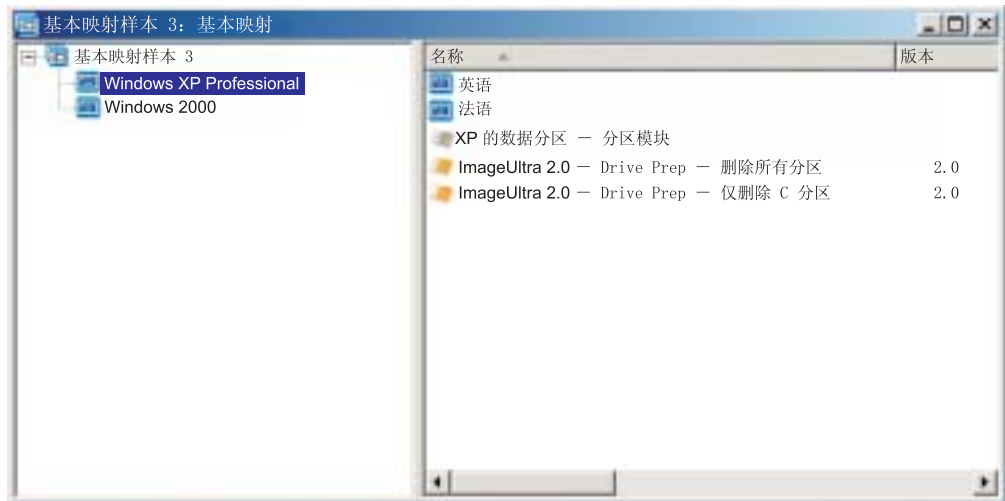 基本映射样本 3：基本映射
基本映射样本 3
Windows XP Professional
Windows 2000
名称 版本
英语
法语
XP 的数据分区 － 分区模块
ImageUltra 2.0 － Drive Prep － 删除所有分区 2.0
ImageUltra 2.0 － Drive Prep － 仅删除 C 分区 2.0